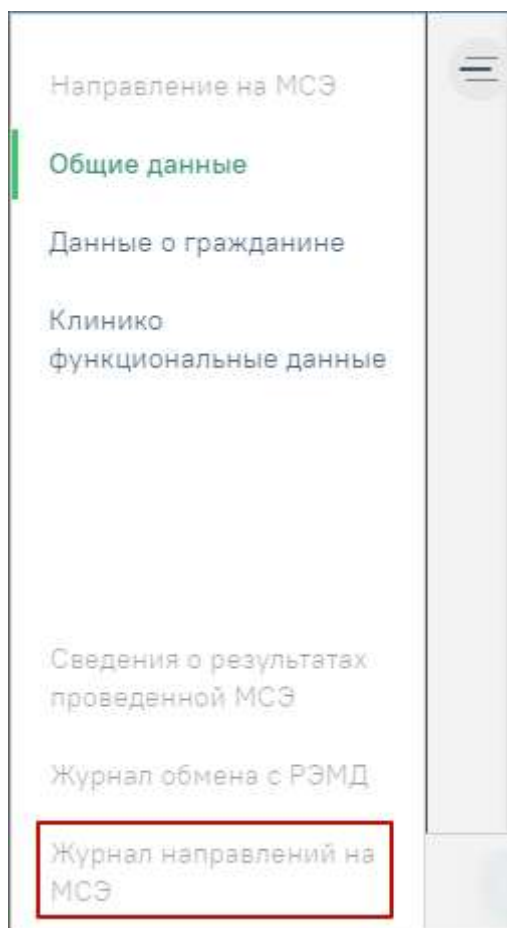 Направление на МСЭ
Общие данные
Данные о гражданине
Клинико
функциональные данные
Сведения о результатах
проведенной МСЭ
Журнал обмена с РЭМД
Журнал направлений на
МСЭ